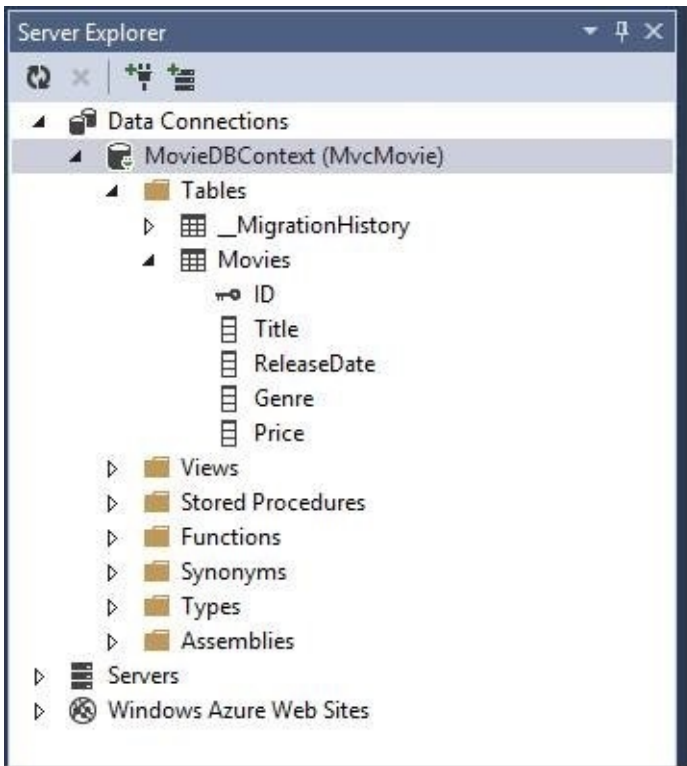 Server Explorer
Data Connections
MovieDBContext (MvcMovie)
Tables
__MigrationHistory
Movies
ID
Title
ReleaseDate
Genre
Price
Views
Stored Procedures
Functions
Synonyms
Types
Assemblies
Servers
Windows Azure Web Sites